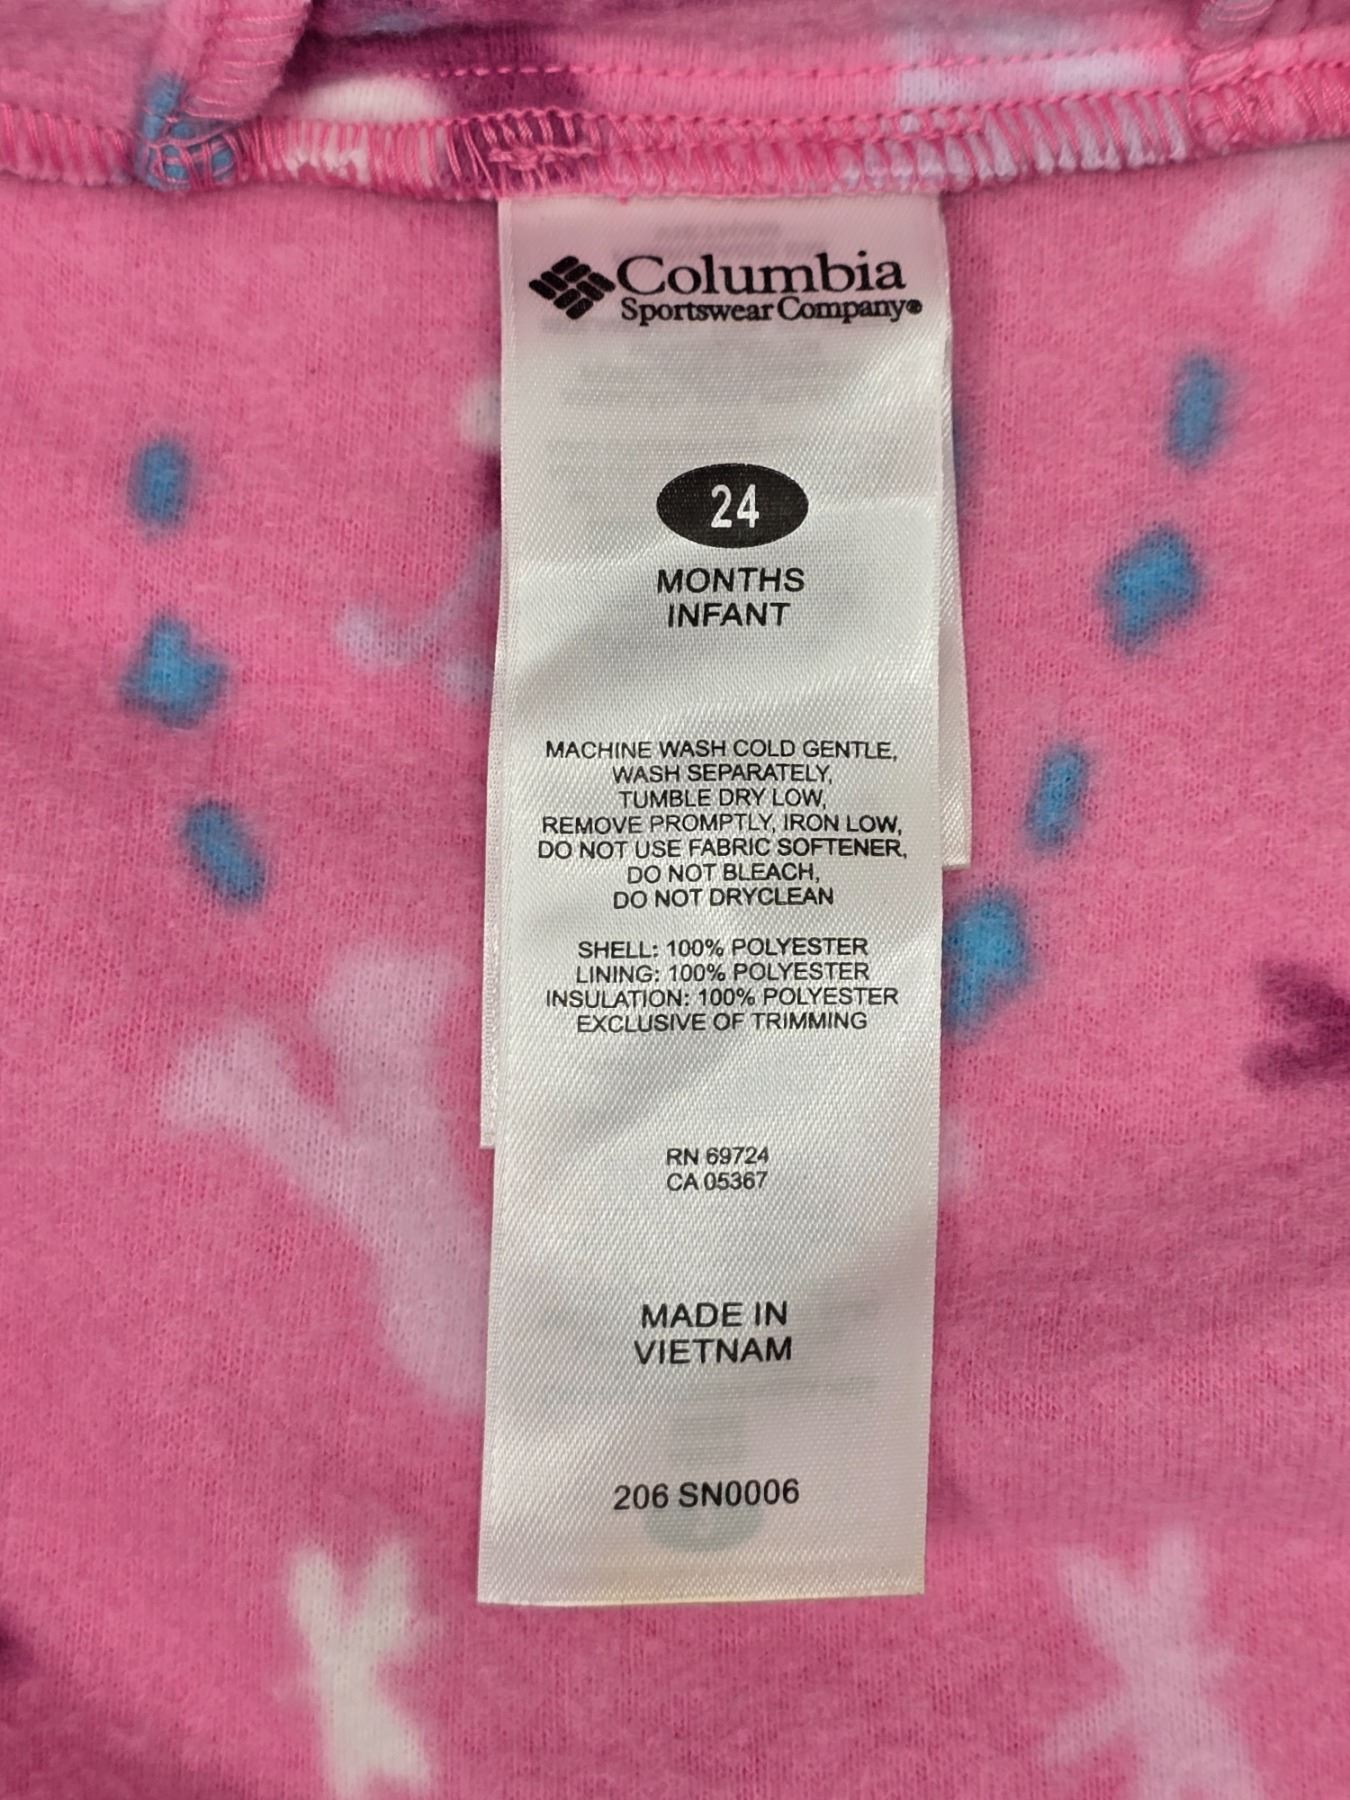 Columbia
Sportswear Company®
24
MONTHS
INFANT
MACHINE WASH COLD GENTLE,
WASH SEPARATELY,
TUMBLE DRY LOW,
REMOVE PROMPTLY, IRON LOW,
DO NOT USE FABRIC SOFTENER,
DO NOT BLEACH,
DO NOT DRYCLEAN
SHELL: 100% POLYESTER
LINING: 100% POLYESTER
INSULATION: 100% POLYESTER
EXCLUSIVE OF TRIMMING
RN 69724
CA 05367
MADE IN
VIETNAM
206 SN0006